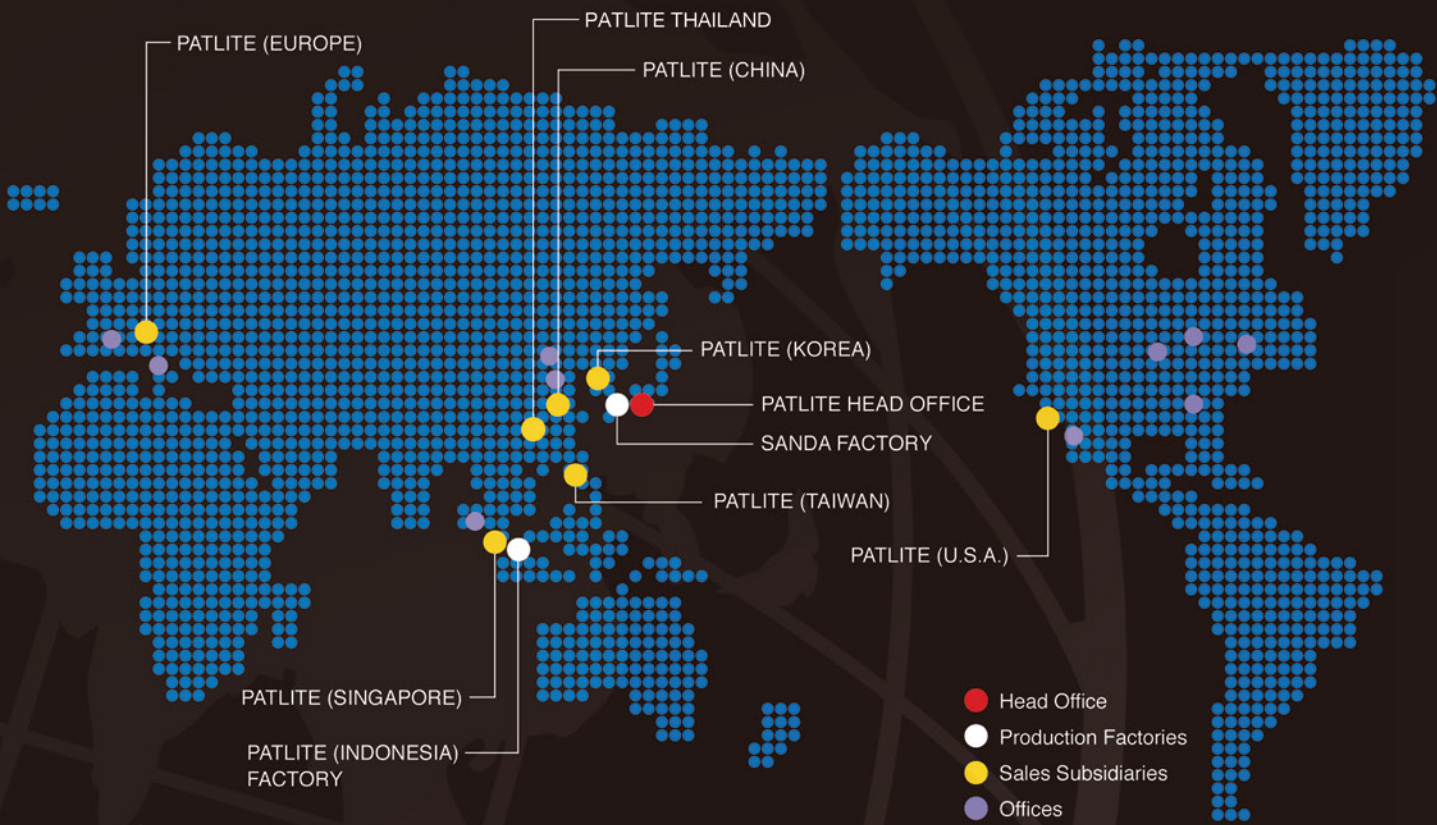 PATLITE THAILAND
PATLITE (EUROPE)
PATLITE (CHINA)
PATLITE (KOREA)
PATLITE HEAD OFFICE
SANDA FACTORY
PATLITE (TAIWAN)
PATLITE (U.S.A.)
PATLITE (SINGAPORE)
PATLITE (INDONESIA)
FACTORY
Head Office
Production Factories
Sales Subsidiaries
Offices